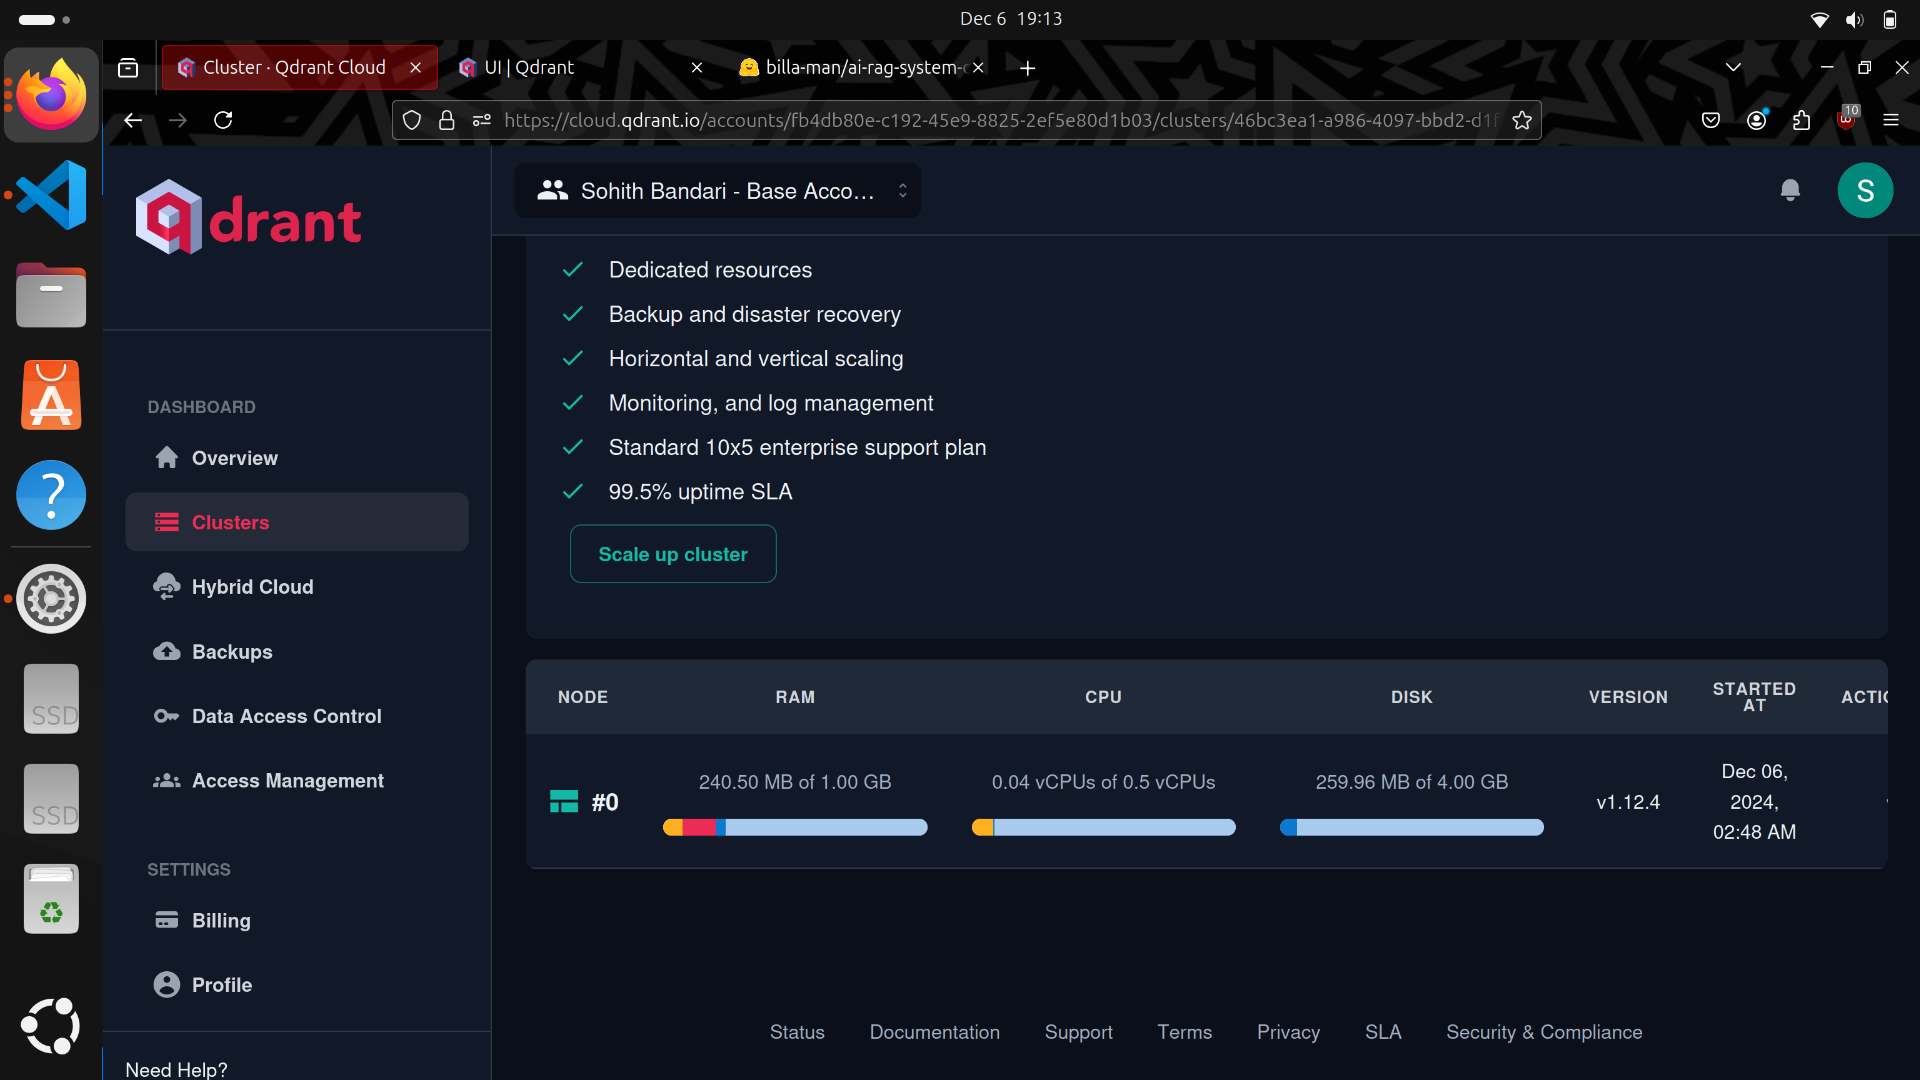 Dec 6 19:13
Cluster · Qdrant Cloud
UI | Qdrant
billa-man/ai-rag-system-
https://cloud.qdrant.io/accounts/fb4db80e-c192-45e9-8825-2ef5e80d1b03/clusters/46bc3ea1-a986-4097-bbd2-d1f
10
qdrant
Sohith Bandari - Base Acco...
S
Dedicated resources
Backup and disaster recovery
Horizontal and vertical scaling
Monitoring, and log management
Standard 10x5 enterprise support plan
99.5% uptime SLA
Scale up cluster
DASHBOARD
Overview
Clusters
Hybrid Cloud
Backups
Data Access Control
Access Management
SETTINGS
Billing
Profile
Need Help?
NODE RAM CPU DISK VERSION STARTED AT ACTIO
#0
240.50 MB of 1.00 GB
0.04 vCPUs of 0.5 vCPUs
259.96 MB of 4.00 GB
v1.12.4
Dec 06,
2024,
02:48 AM
Status Documentation Support Terms Privacy SLA Security & Compliance
SSD
SSD